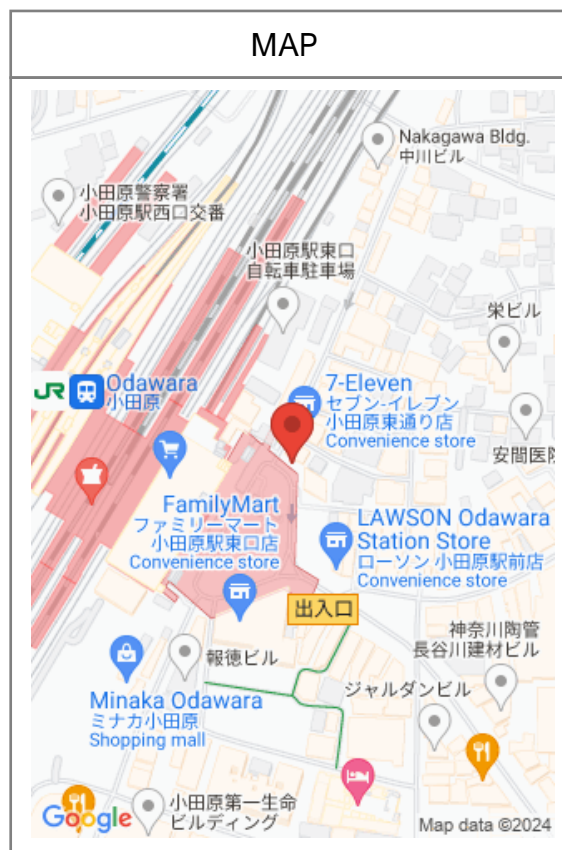 MAP
Nakagawa Bldg.
中川ビル
小田原警察署
小田原駅西口交番
小田原駅東口
自転車駐車場
栄ビル
JR
Odawara
小田原
7-Eleven
セブン-イレブン
小田原東通り店
Convenience store
安間医院
FamilyMart
ファミリーマート
小田原駅東口店
Convenience store
LAWSON Odawara
Station Store
ローソン 小田原駅前店
Convenience store
出入口
神奈川陶管
長谷川建材ビル
報徳ビル
ジャルダンビル
Minaka Odawara
ミナカ小田原
Shopping mall
小田原第一生命
ビルディング
Google
Map data ©2024